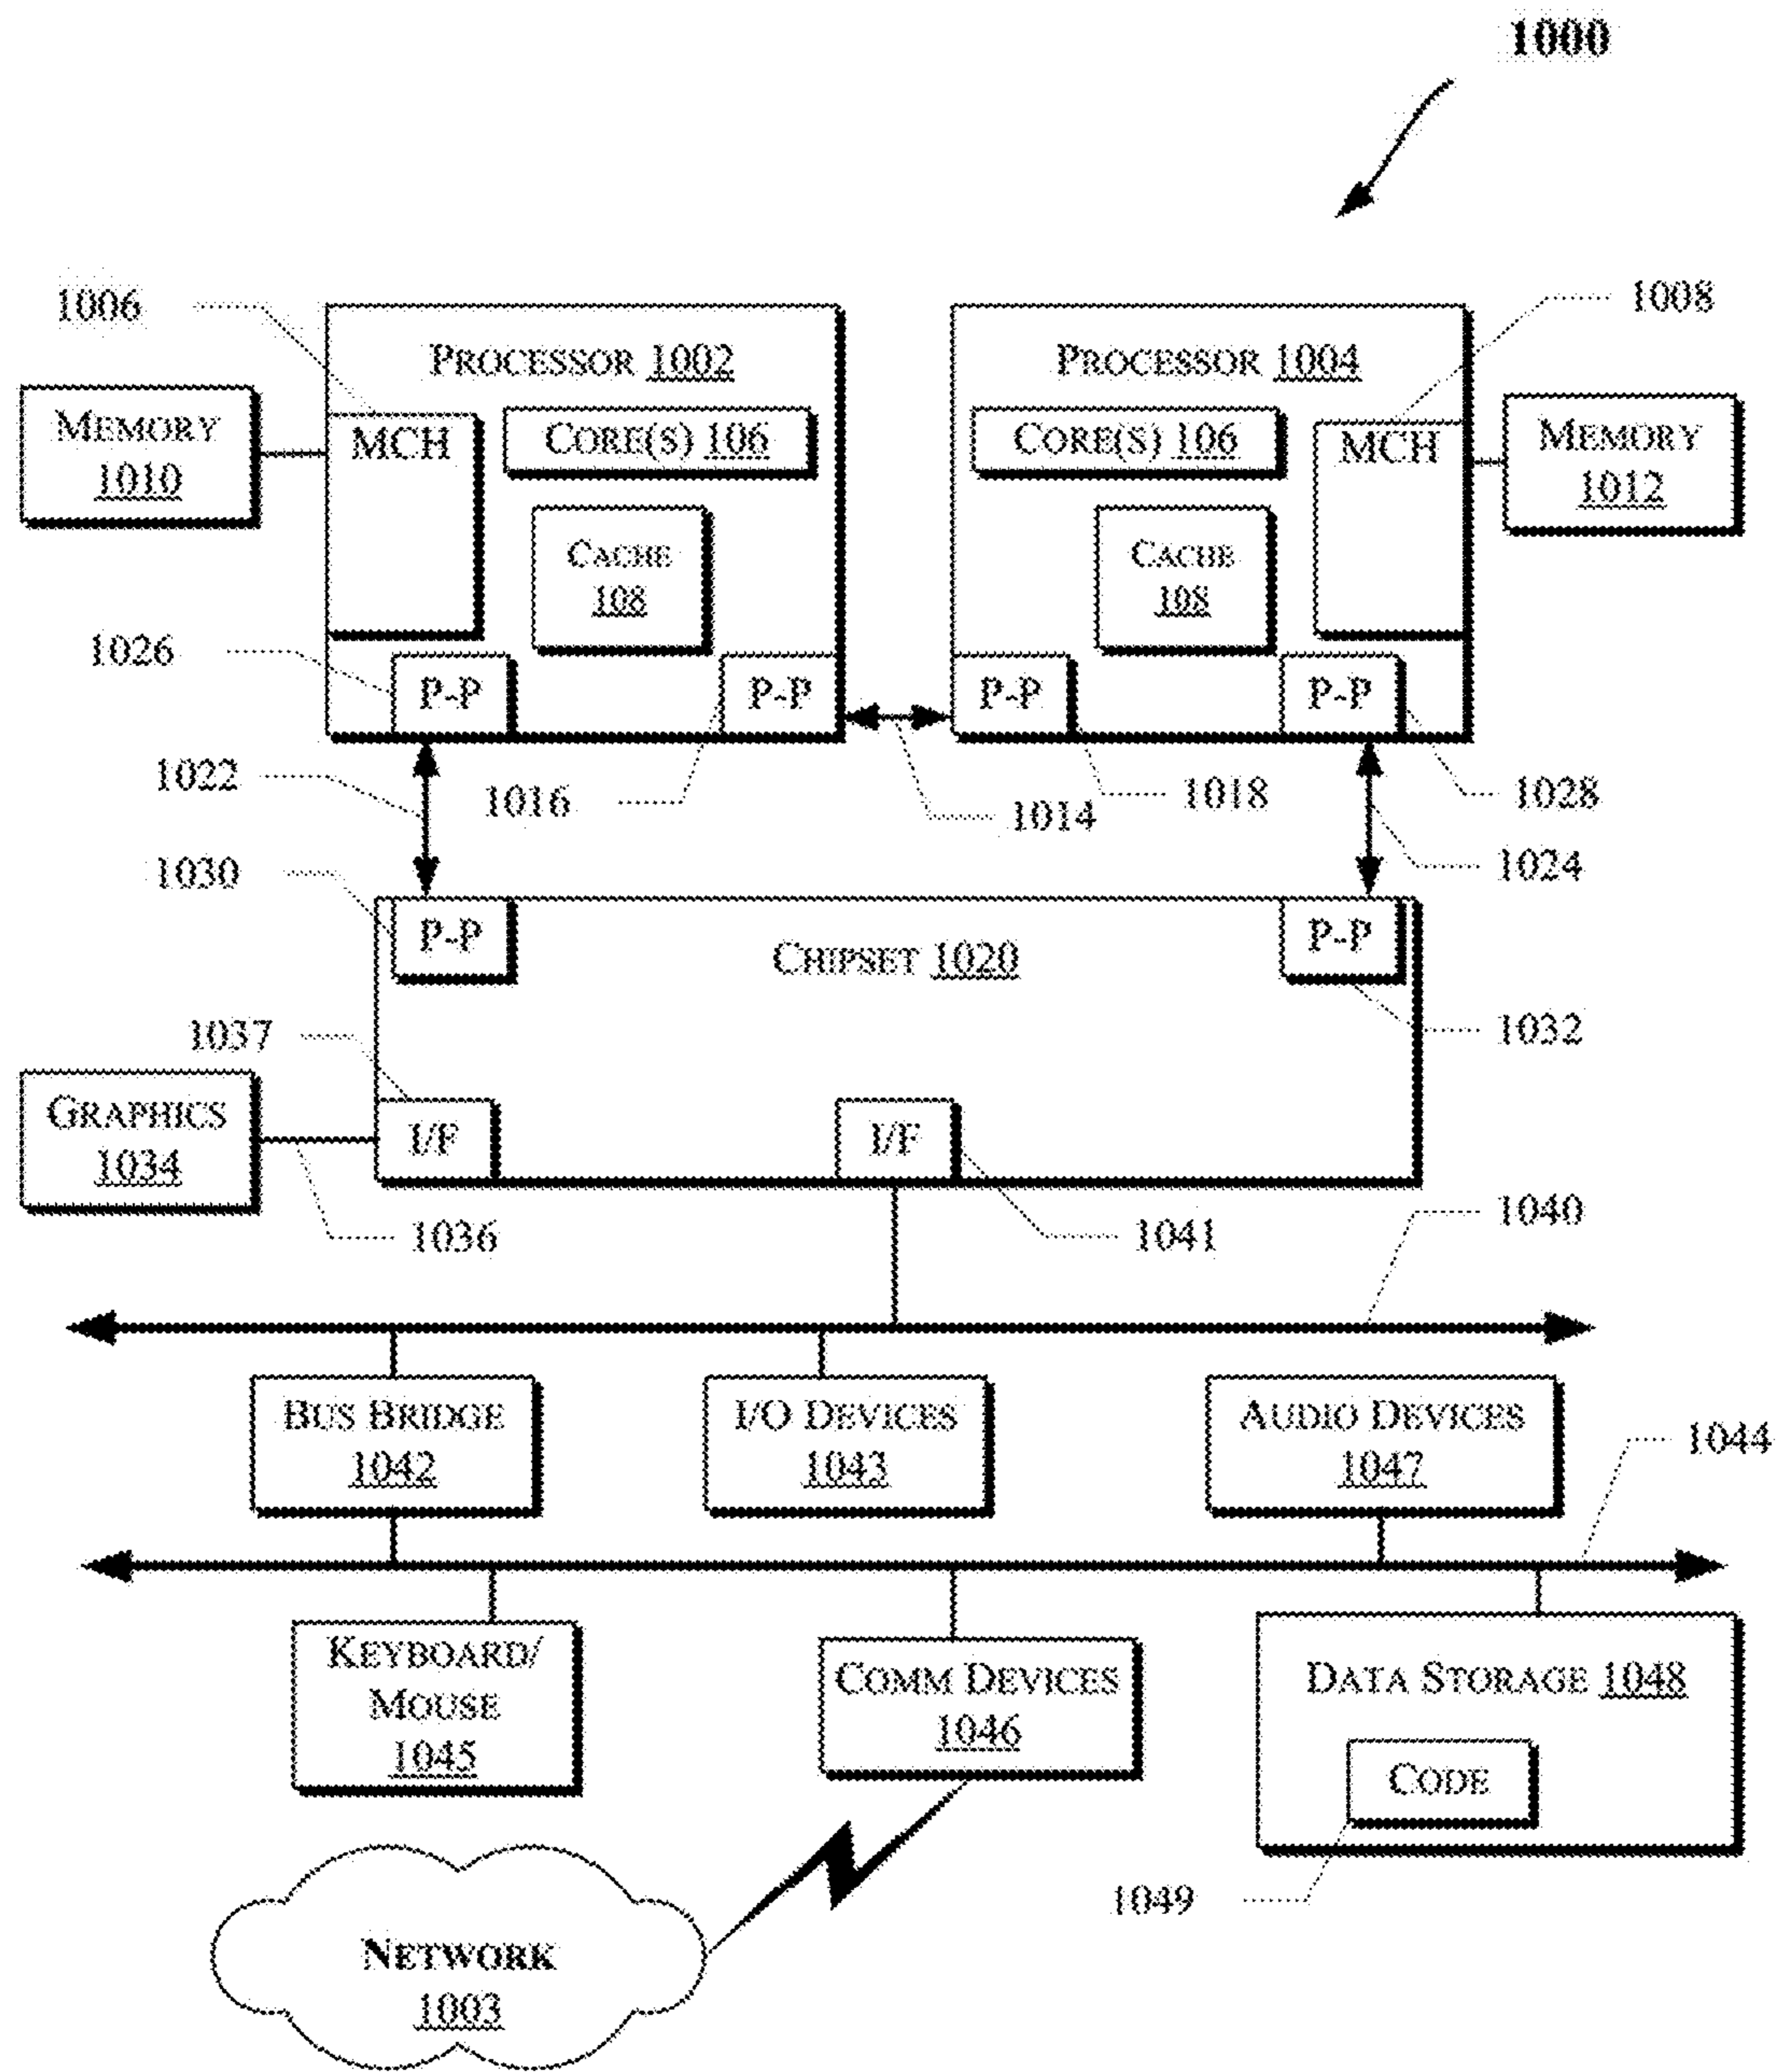 1000
1006
1008
PROCESSOR 1002
PROCESSOR 1004
MEMORY
1010
MCH
CORE(S) 106
CORE(S) 106
MCH
MEMORY
1012
CACHE
108
CACHE
108
1026
P-P
P-P
P-P
P-P
1022
1016
1014
1018
1028
1024
1030
P-P
CHIPSET 1020
P-P
1037
1032
GRAPHICS
1034
I/F
I/F
1036
1041
1040
BUS BRIDGE
1042
I/O DEVICES
1043
AUDIO DEVICES
1047
1044
KEYBOARD/
MOUSE
1045
COMM DEVICES
1046
DATA STORAGE 1048
CODE
1049
NETWORK
1003